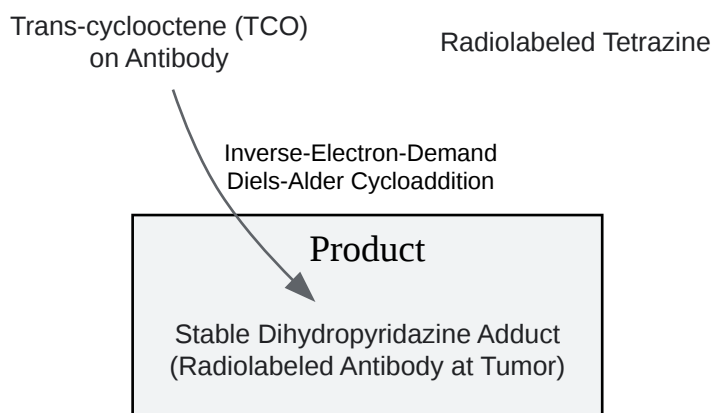 Trans-cyclooctene (TCO)
on Antibody
Radiolabeled Tetrazine
Inverse-Electron-Demand
Diels-Alder Cycloaddition
Product
Stable Dihydropyridazine Adduct
(Radiolabeled Antibody at Tumor)